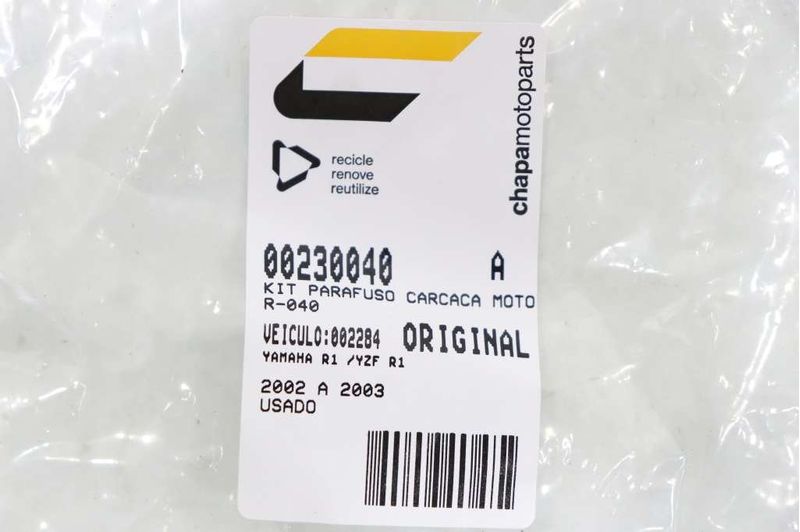 chapamotoparts
recicle
renove
reutilize
00230040 A
KIT PARAFUSO CARCACA MOTO
R-040
VEICULO:002284 ORIGINAL
YAMAHA R1 /YZF R1
2002 A 2003
USADO